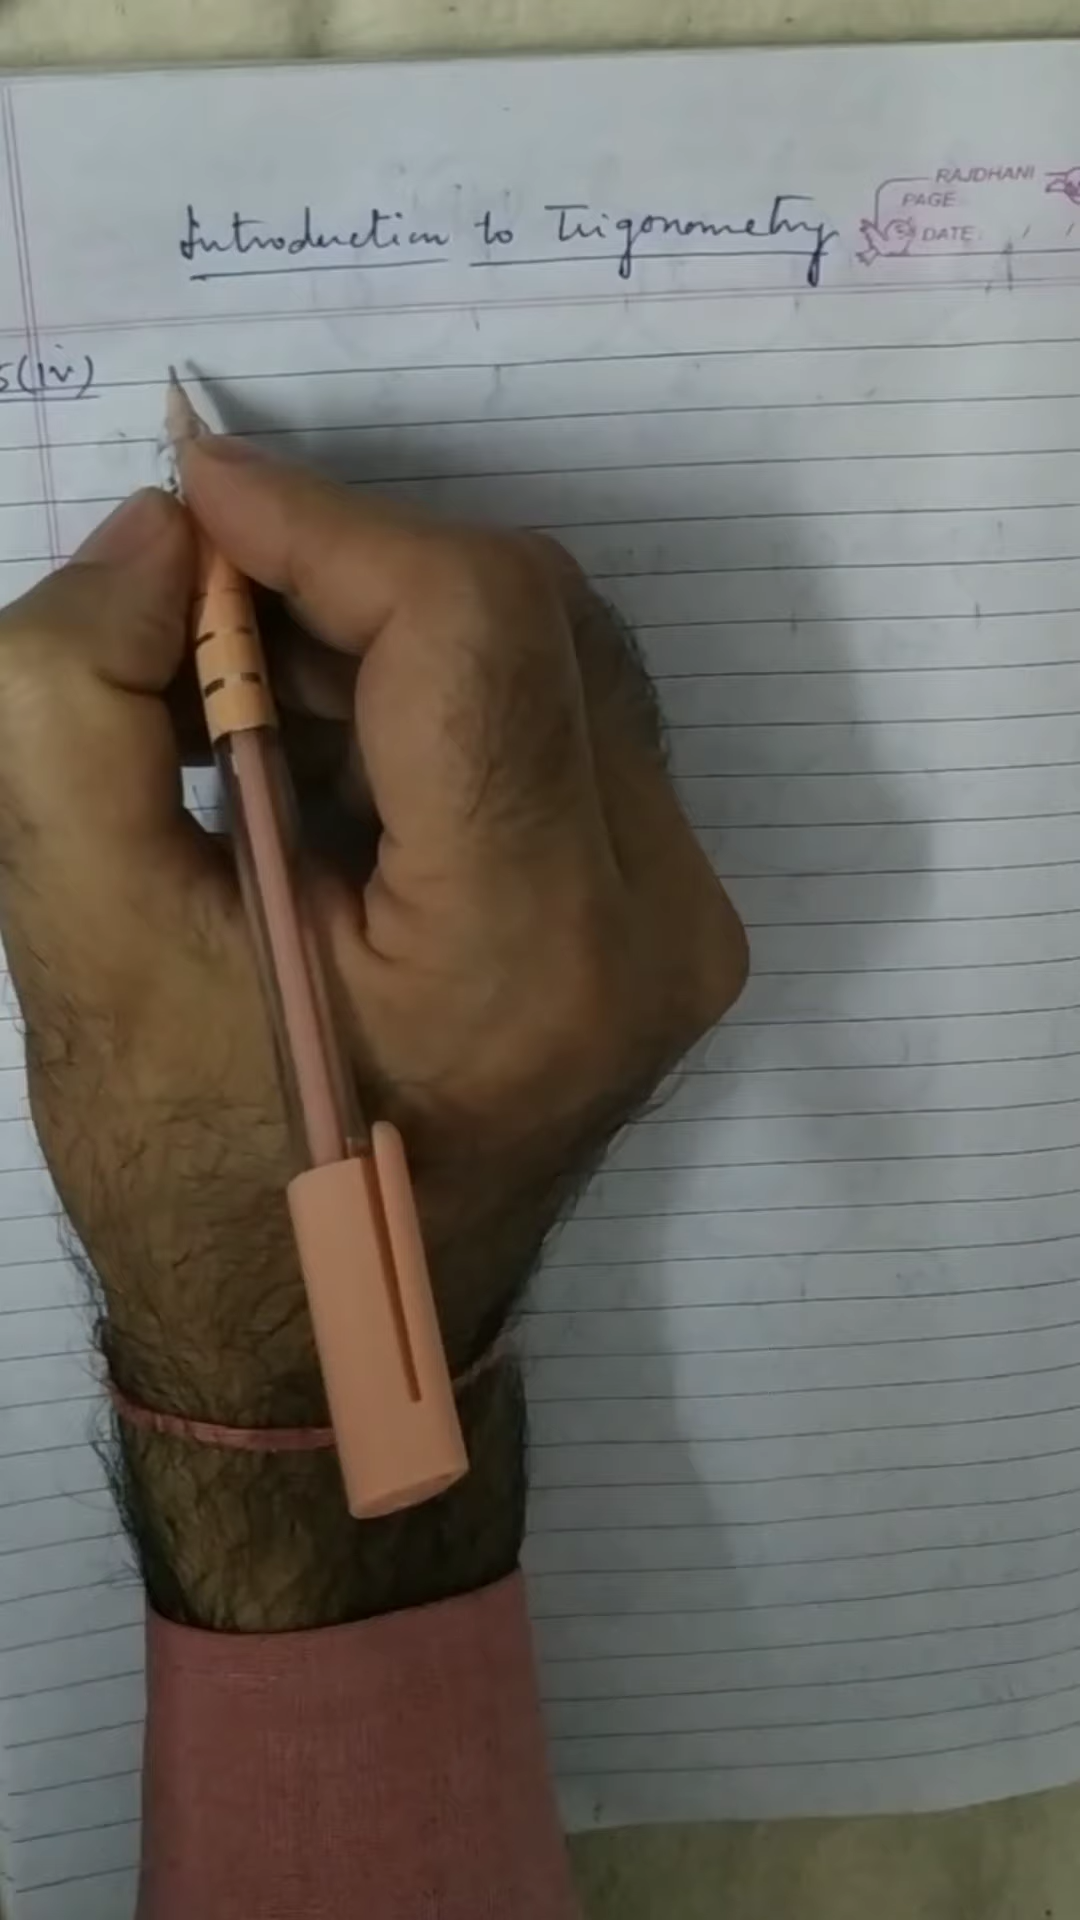 RAJDHANI
PAGE
DATE: / /
Introduction to Trigonometry
5(iv)